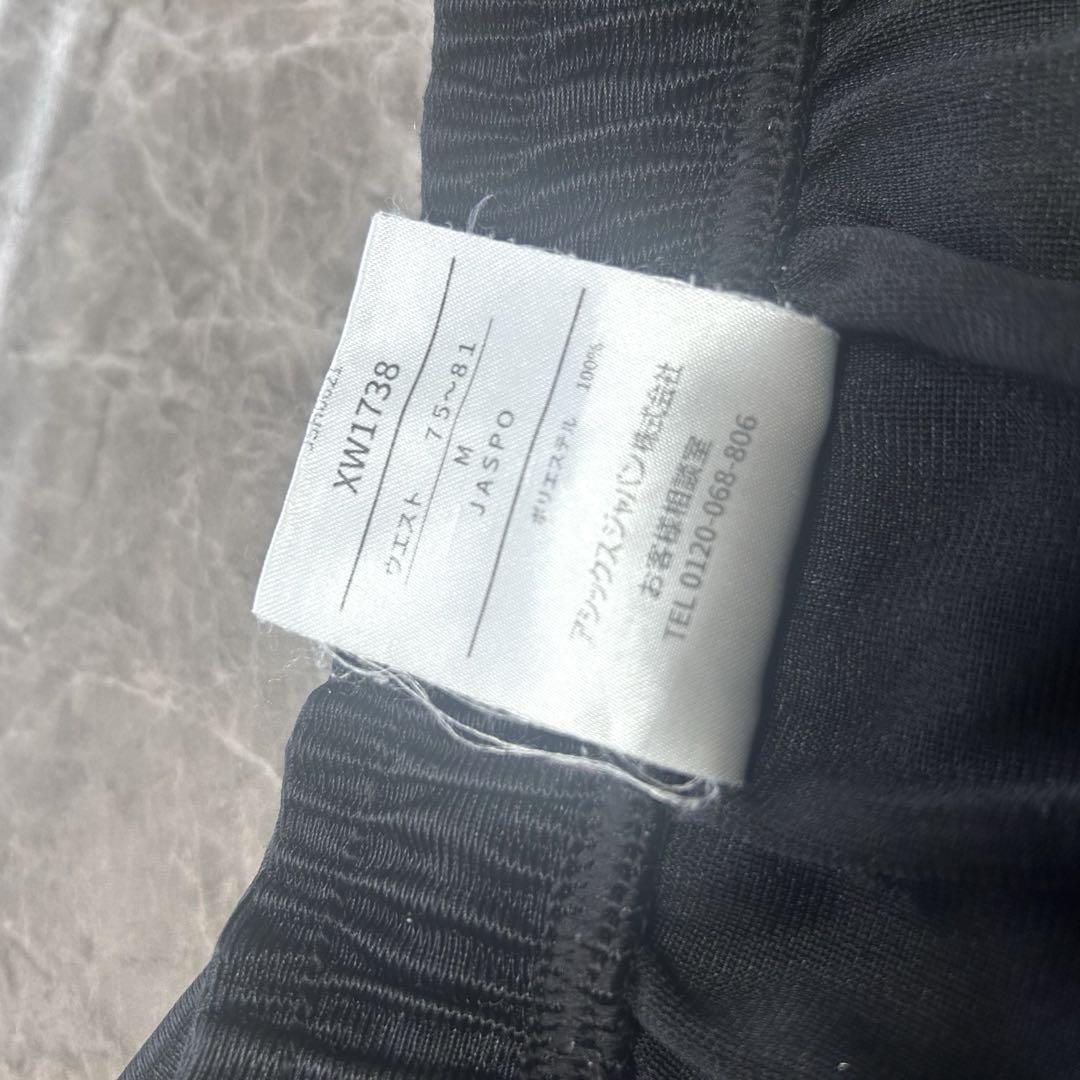 XW1738
ウエスト 75～81
M
JASPO
ポリエステル 100%
アシックスジャパン株式会社
お客様相談室
TEL 0120-068-806